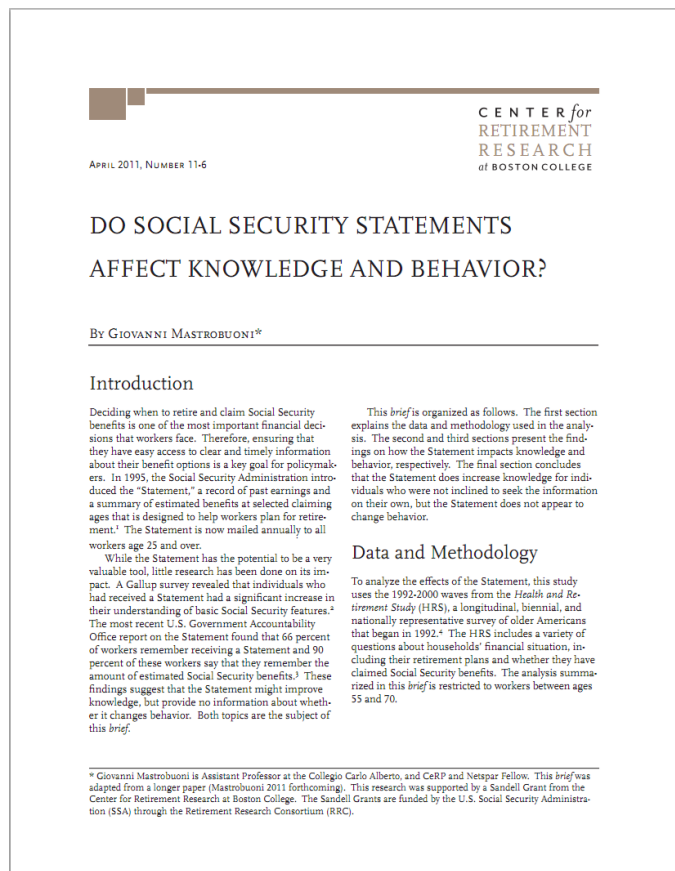 CENTER for
RETIREMENT
RESEARCH
at BOSTON COLLEGE
APRIL 2011, NUMBER 11-6
DO SOCIAL SECURITY STATEMENTS
AFFECT KNOWLEDGE AND BEHAVIOR?
BY GIOVANNI MASTROBUONI*
Introduction
Deciding when to retire and claim Social Security
benefits is one of the most important financial deci-
sions that workers face. Therefore, ensuring that
they have easy access to clear and timely information
about their benefit options is a key goal for policymak-
ers. In 1995, the Social Security Administration intro-
duced the “Statement,” a record of past earnings and
a summary of estimated benefits at selected claiming
ages that is designed to help workers plan for retire-
ment.¹ The Statement is now mailed annually to all
workers age 25 and over.
While the Statement has the potential to be a very
valuable tool, little research has been done on its im-
pact. A Gallup survey revealed that individuals who
had received a Statement had a significant increase in
their understanding of basic Social Security features.²
The most recent U.S. Government Accountability
Office report on the Statement found that 66 percent
of workers remember receiving a Statement and 90
percent of these workers say that they remember the
amount of estimated Social Security benefits.³ These
findings suggest that the Statement might improve
knowledge, but provide no information about wheth-
er it changes behavior. Both topics are the subject of
this brief.
This brief is organized as follows. The first section
explains the data and methodology used in the analy-
sis. The second and third sections present the find-
ings on how the Statement impacts knowledge and
behavior, respectively. The final section concludes
that the Statement does increase knowledge for indi-
viduals who were not inclined to seek the information
on their own, but the Statement does not appear to
change behavior.
Data and Methodology
To analyze the effects of the Statement, this study
uses the 1992-2000 waves from the Health and Re-
tirement Study (HRS), a longitudinal, biennial, and
nationally representative survey of older Americans
that began in 1992.⁴ The HRS includes a variety of
questions about households’ financial situation, in-
cluding their retirement plans and whether they have
claimed Social Security benefits. The analysis summa-
rized in this brief is restricted to workers between ages
55 and 70.
* Giovanni Mastrobuoni is Assistant Professor at the Collegio Carlo Alberto, and CeRP and Netspar Fellow. This brief was
adapted from a longer paper (Mastrobuoni 2011 forthcoming). This research was supported by a Sandell Grant from the
Center for Retirement Research at Boston College. The Sandell Grants are funded by the U.S. Social Security Administra-
tion (SSA) through the Retirement Research Consortium (RRC).